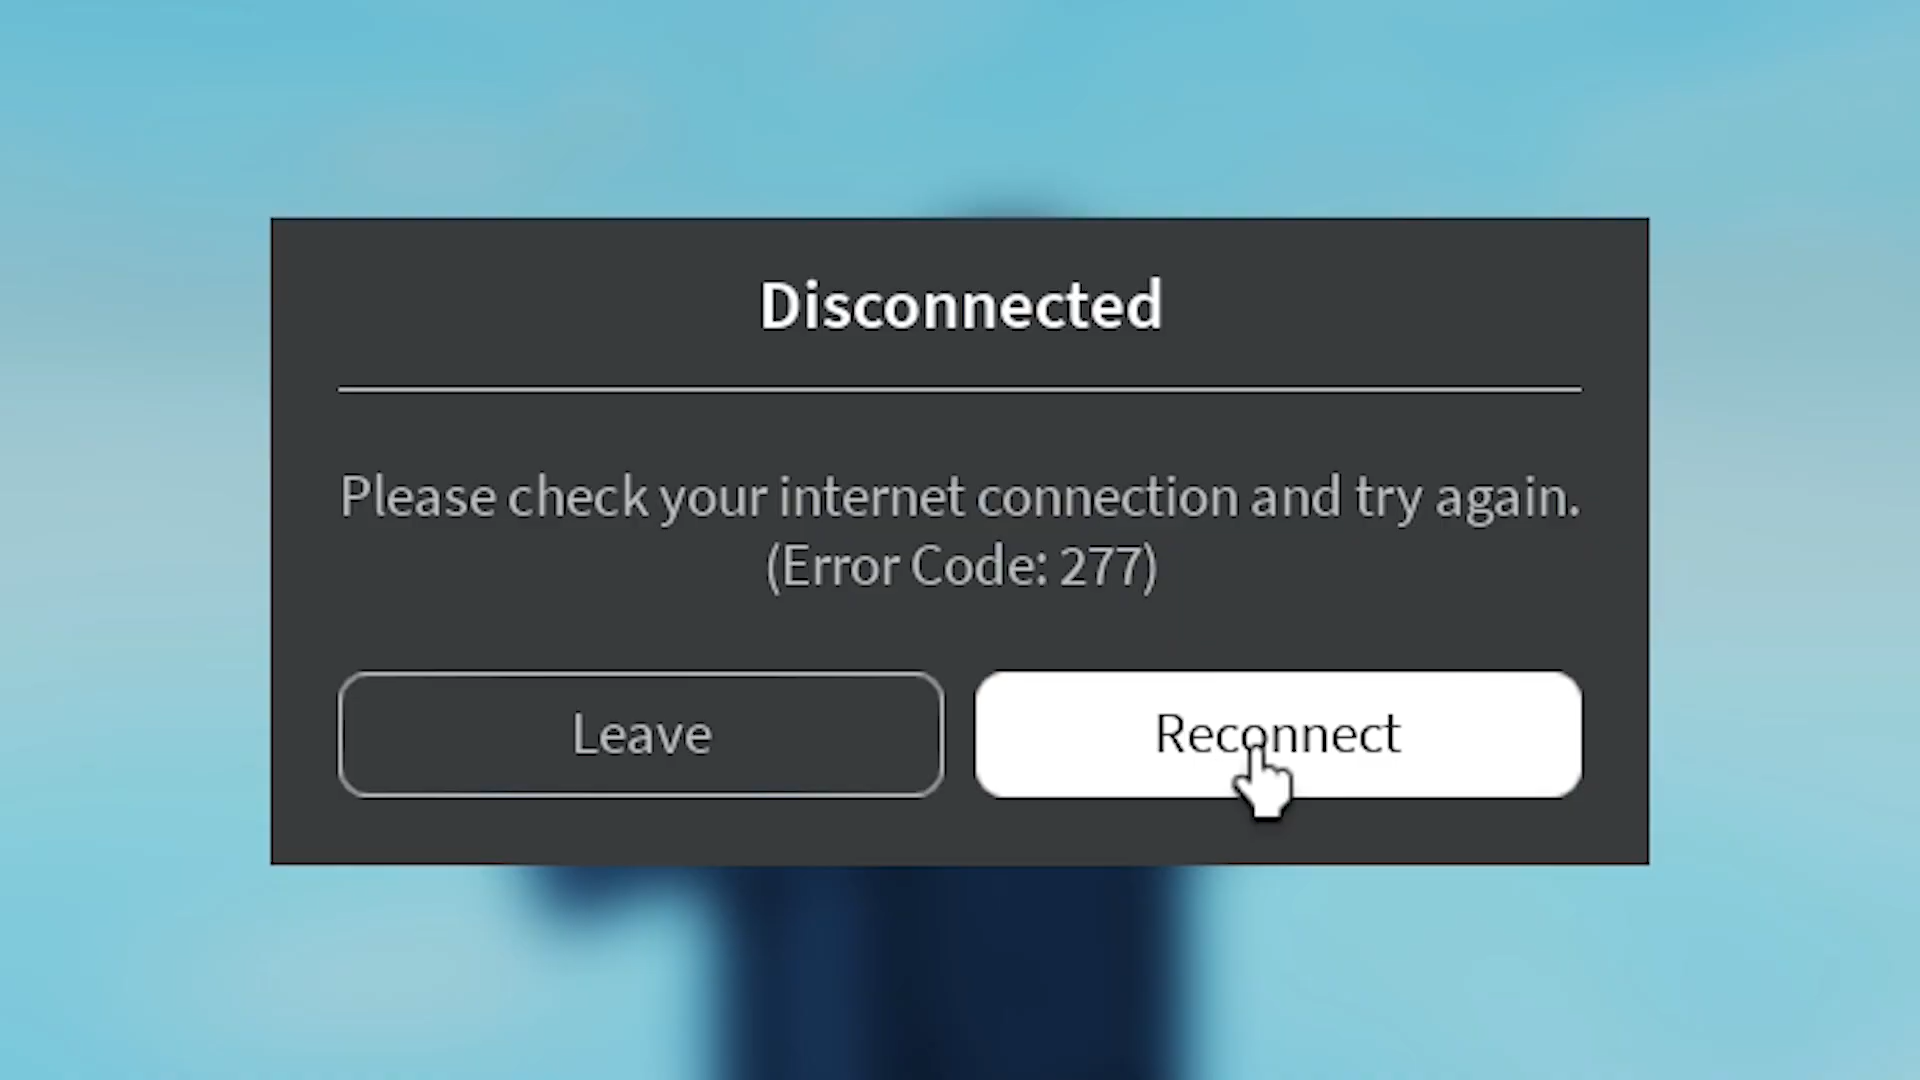 Disconnected
Please check your internet connection and try again.
(Error Code: 277)
Leave
Reconnect